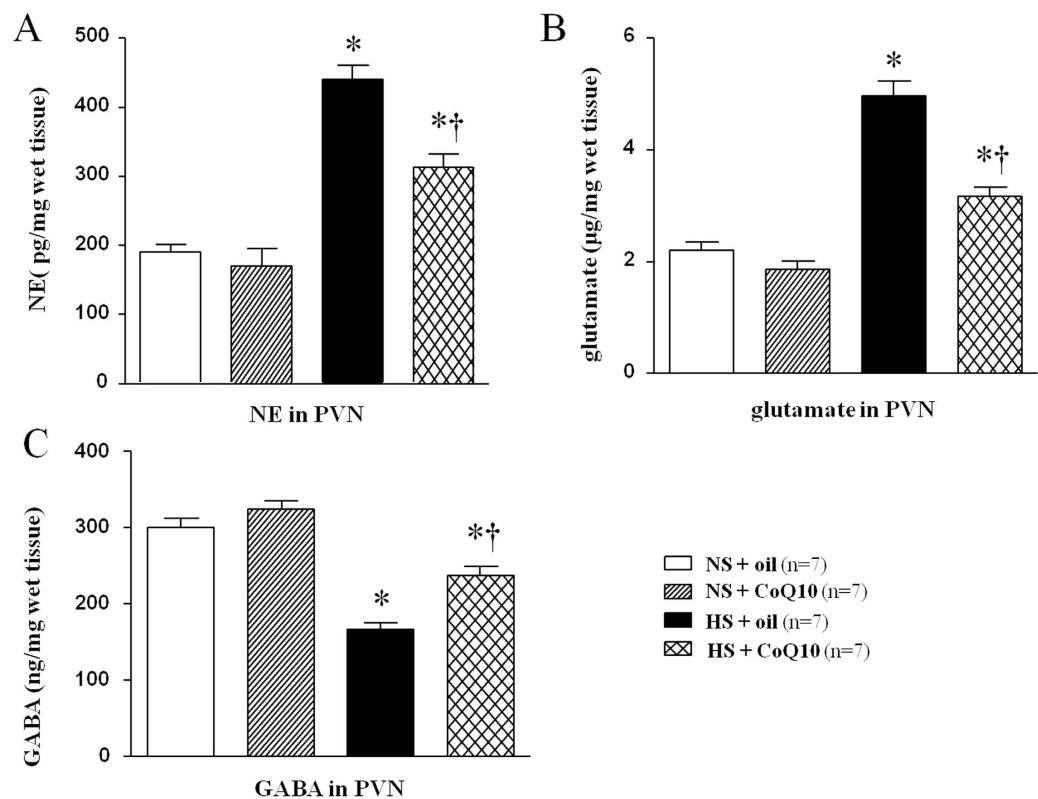 A
500
400
300
200
100
0
NE( pg/mg wet tissue)
*
*†
NE in PVN
B
6
4
2
0
glutamate (µg/mg wet tissue)
*
*†
glutamate in PVN
C
400
300
200
100
0
GABA (ng/mg wet tissue)
*
*†
GABA in PVN
NS + oil (n=7)
NS + CoQ10 (n=7)
HS + oil (n=7)
HS + CoQ10 (n=7)